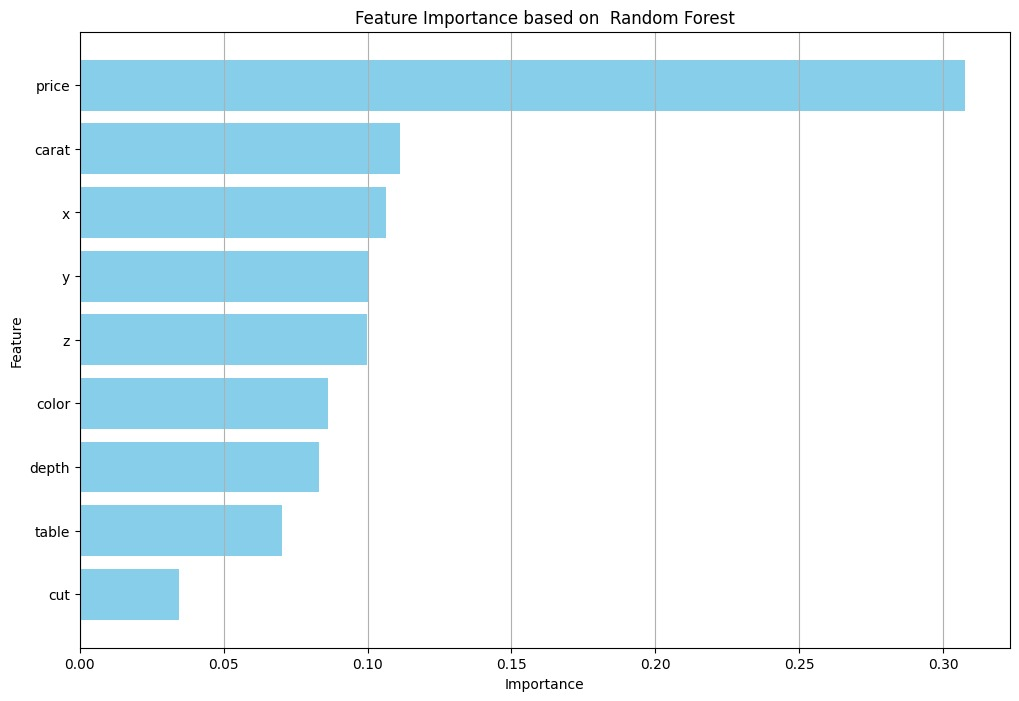 Feature Importance based on  Random Forest
price
carat
x
y
z
color
depth
table
cut
Feature
0.00 0.05 0.10 0.15 0.20 0.25 0.30
Importance